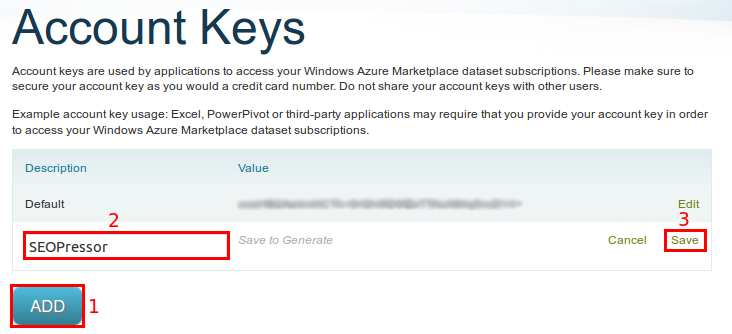 Account Keys
Account keys are used by applications to access your Windows Azure Marketplace dataset subscriptions. Please make sure to
secure your account key as you would a credit card number. Do not share your account keys with other users.
Example account key usage: Excel, PowerPivot or third-party applications may require that you provide your account key in order
to access your Windows Azure Marketplace dataset subscriptions.
Description Value
Default Edit
2 3
SEOPressor Save to Generate Cancel Save
ADD 1